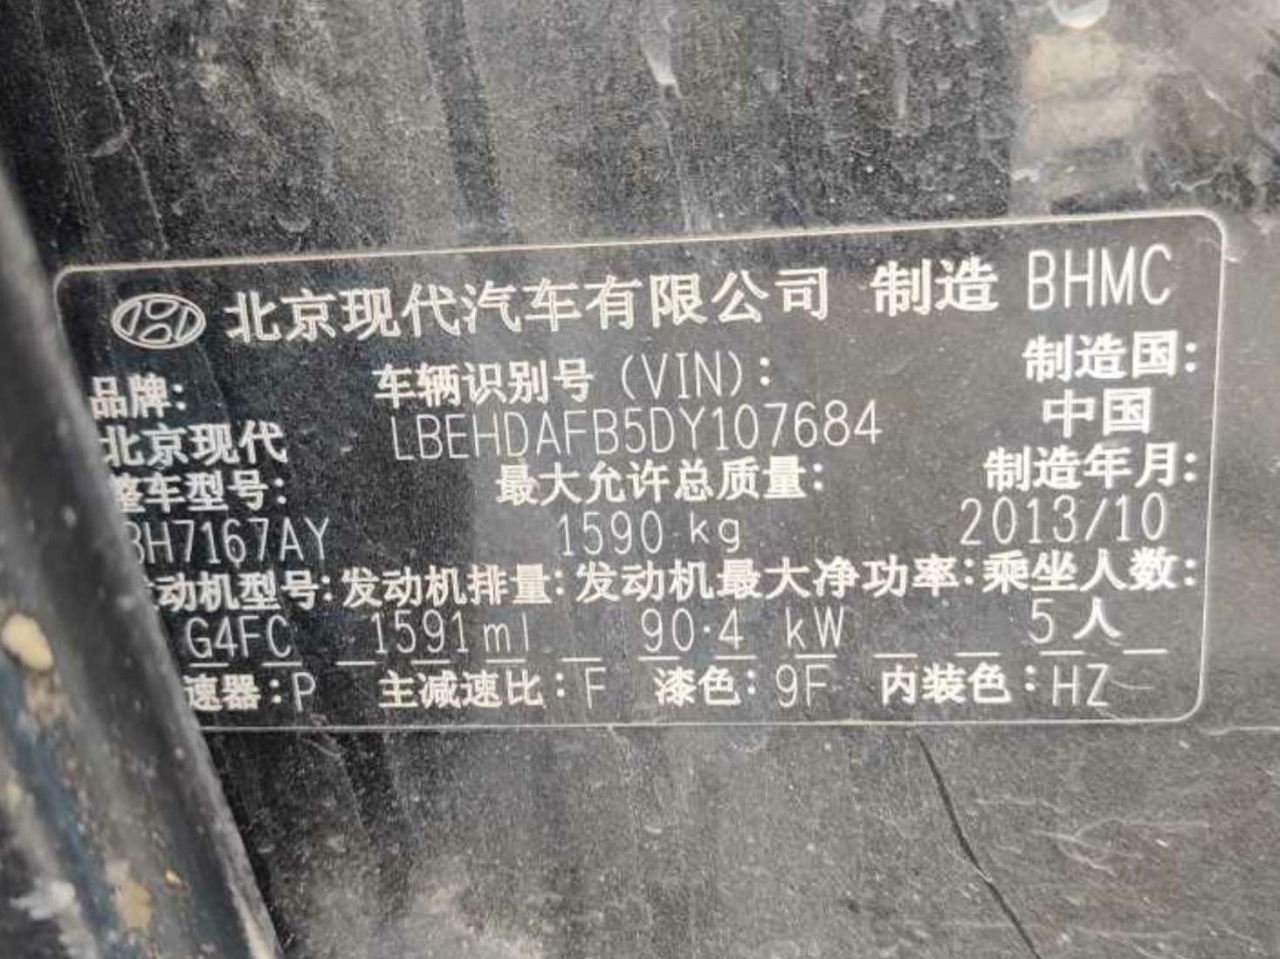 北京现代汽车有限公司 制造 BHMC
品牌: 车辆识别号 (VIN): 制造国:
北京现代 LBEHDAFB5DY107684 中国
整车型号: 最大允许总质量: 制造年月:
BH7167AY 1590 kg 2013/10
发动机型号: 发动机排量: 发动机最大净功率: 乘坐人数:
G4FC 1591ml 90.4 kW 5人
速器: P 主减速比: F 漆色: 9F 内装色: HZ